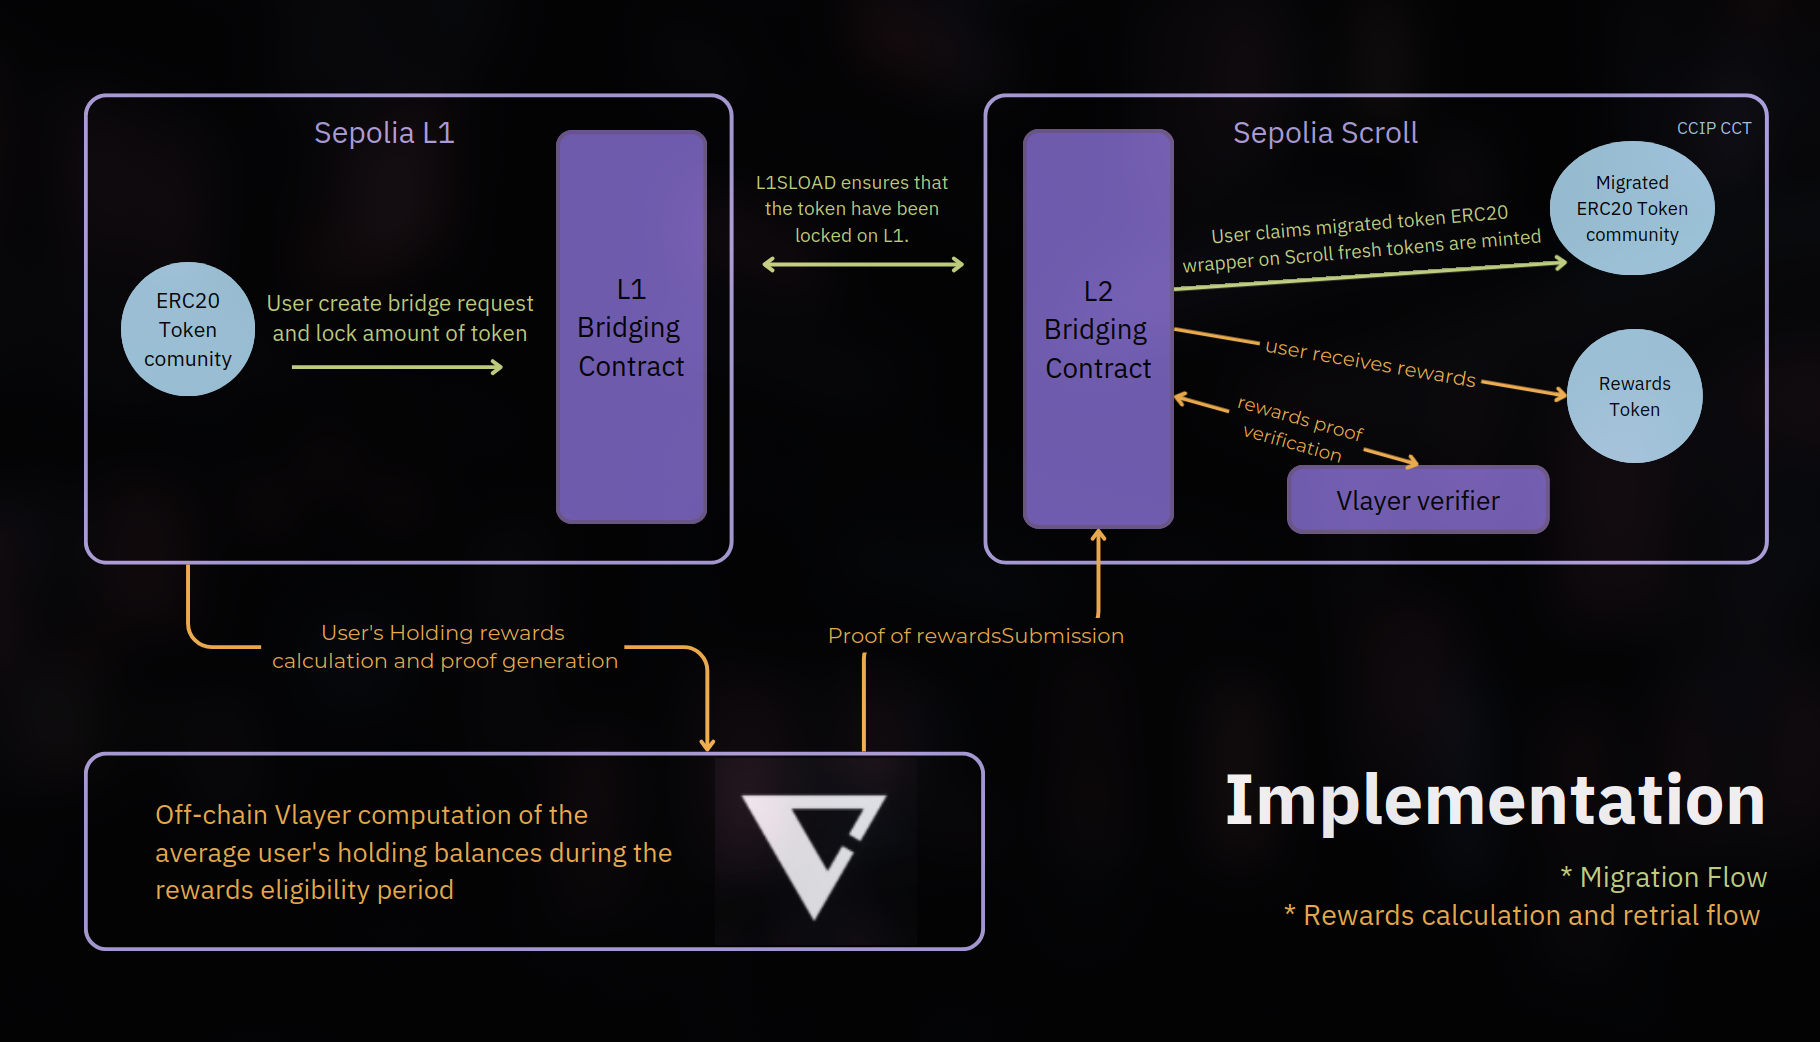 Sepolia L1
ERC20
Token
comunity
User create bridge request
and lock amount of token
L1
Bridging
Contract
L1SLOAD ensures that
the token have been
locked on L1.
Sepolia Scroll
CCIP CCT
L2
Bridging
Contract
User claims migrated token ERC20
wrapper on Scroll fresh tokens are minted
Migrated
ERC20 Token
community
user receives rewards
Rewards
Token
rewards proof
verification
Vlayer verifier
User's Holding rewards
calculation and proof generation
Proof of rewardsSubmission
Off-chain Vlayer computation of the
average user's holding balances during the
rewards eligibility period
Implementation
* Migration Flow
* Rewards calculation and retrial flow